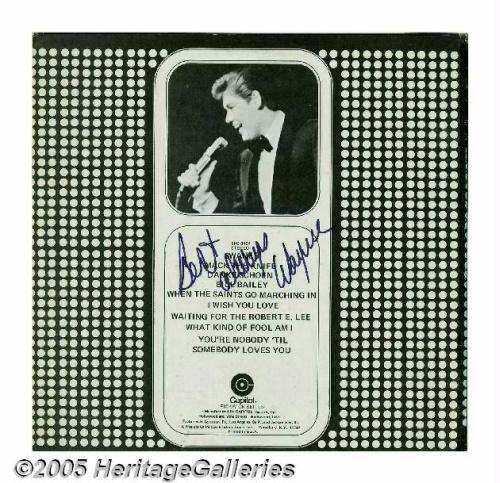 STEREO
SWANEE
MACK THE KNIFE
DANKE SCHOEN
BILL BAILEY
WHEN THE SAINTS GO MARCHING IN
I WISH YOU LOVE
WAITING FOR THE ROBERT E. LEE
WHAT KIND OF FOOL AM I
YOU'RE NOBODY 'TIL
SOMEBODY LOVES YOU
Best
Wishes
Wayne
Capitol
©2005 HeritageGalleries